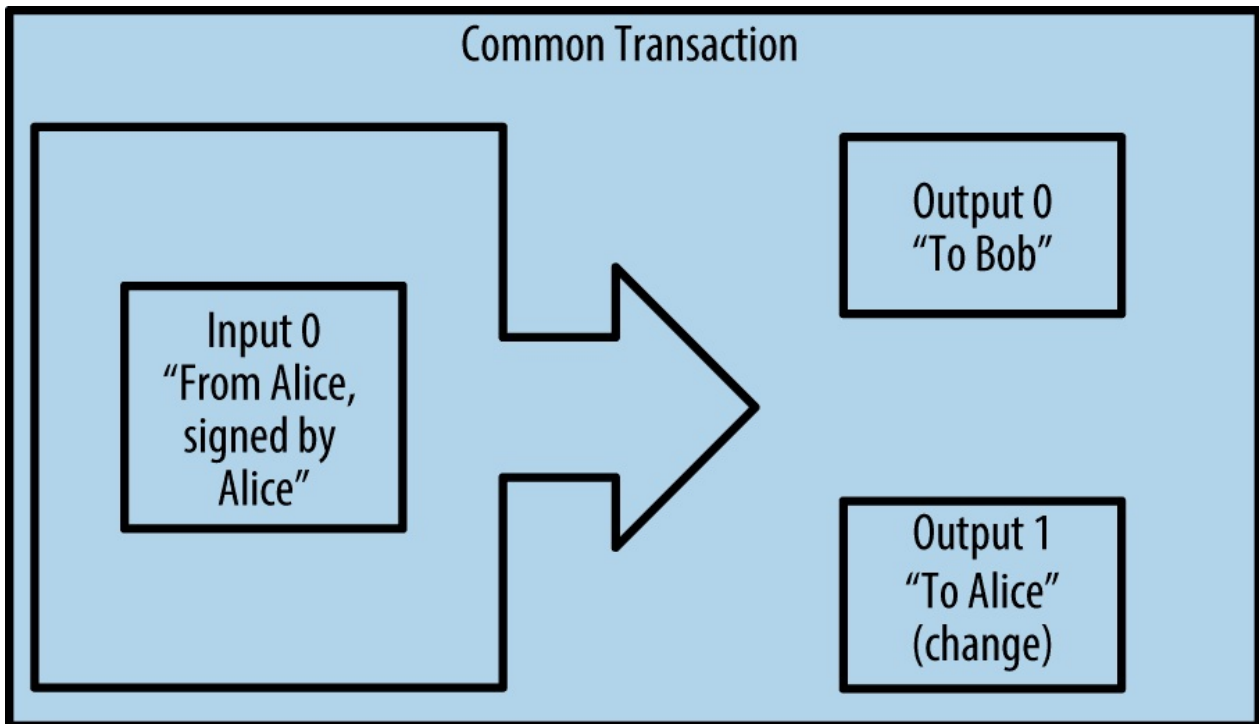 Common Transaction
Input 0
“From Alice,
signed by
Alice”
Output 0
“To Bob”
Output 1
“To Alice”
(change)